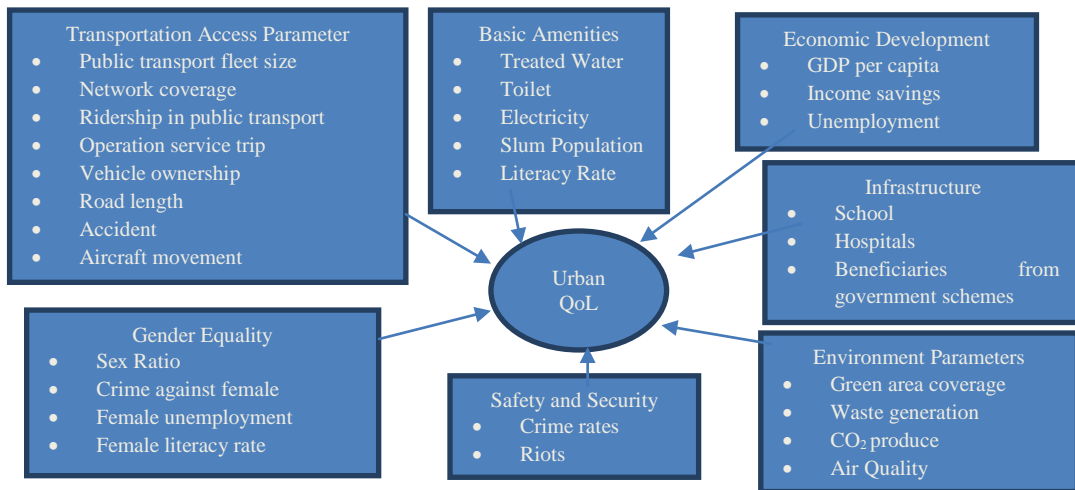 Transportation Access Parameter
• Public transport fleet size
• Network coverage
• Ridership in public transport
• Operation service trip
• Vehicle ownership
• Road length
• Accident
• Aircraft movement
Basic Amenities
• Treated Water
• Toilet
• Electricity
• Slum Population
• Literacy Rate
Economic Development
• GDP per capita
• Income savings
• Unemployment
Infrastructure
• School
• Hospitals
• Beneficiaries from
government schemes
Urban
QoL
Gender Equality
• Sex Ratio
• Crime against female
• Female unemployment
• Female literacy rate
Safety and Security
• Crime rates
• Riots
Environment Parameters
• Green area coverage
• Waste generation
• CO₂ produce
• Air Quality